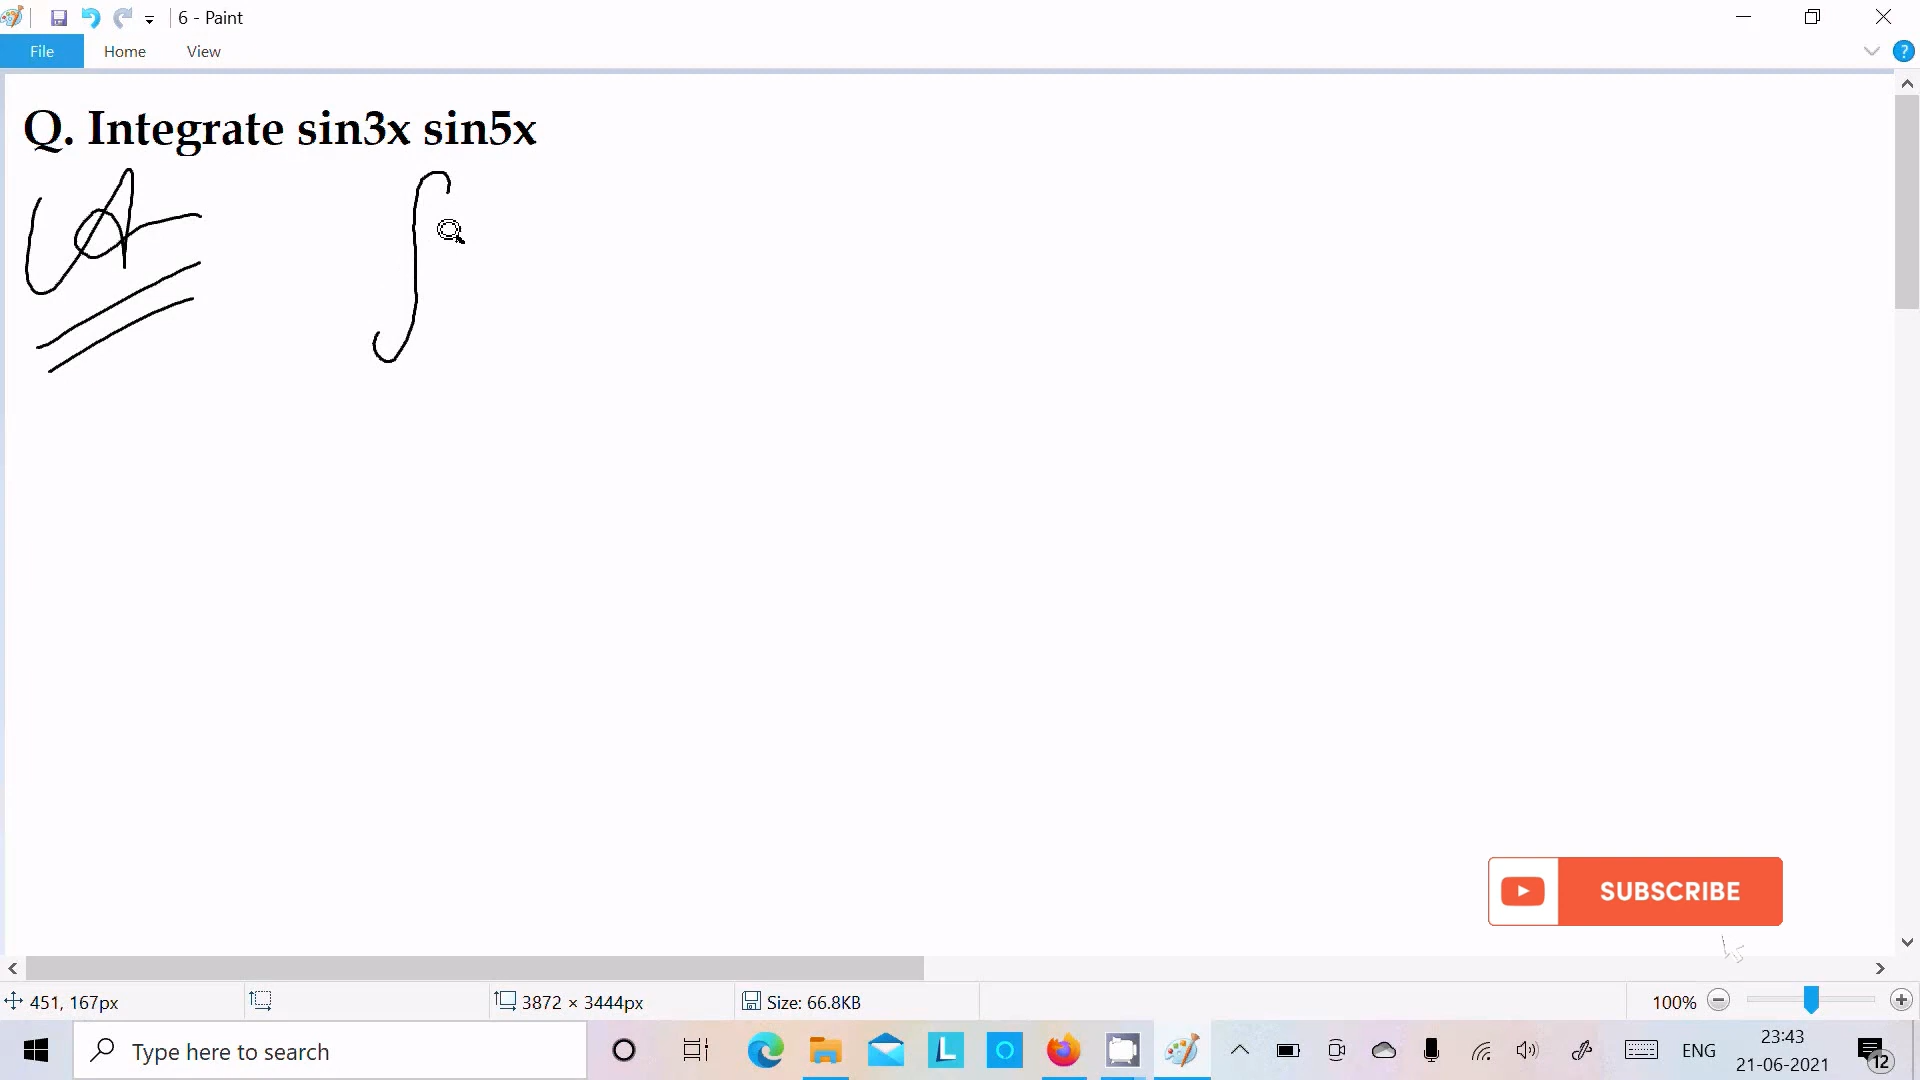 6 - Paint
File Home View
Q. Integrate sin3x sin5x
∫
SUBSCRIBE
451, 167px 3872 × 3444px Size: 66.8KB 100%
Type here to search ENG 23:43
21-06-2021 12